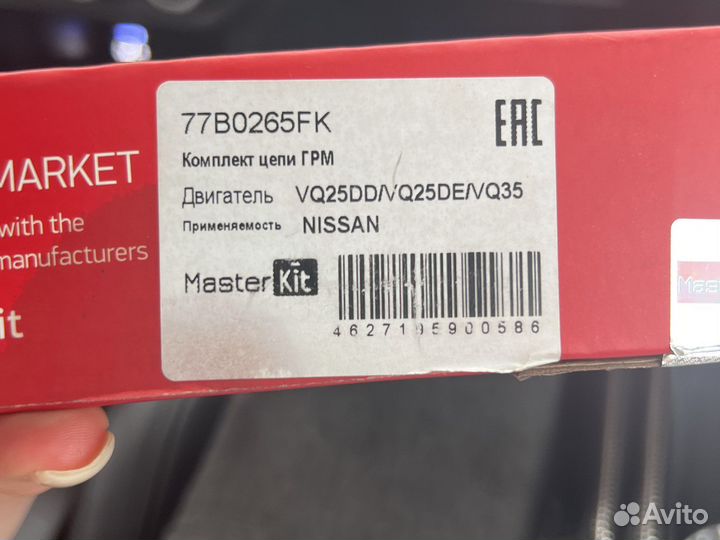 MARKET
with the
manufacturers
it
77B0265FK
EAC
Комплект цепи ГРМ
Двигатель VQ25DD/VQ25DE/VQ35
Применяемость NISSAN
Master Kit
4627195900586
Mast
Avito